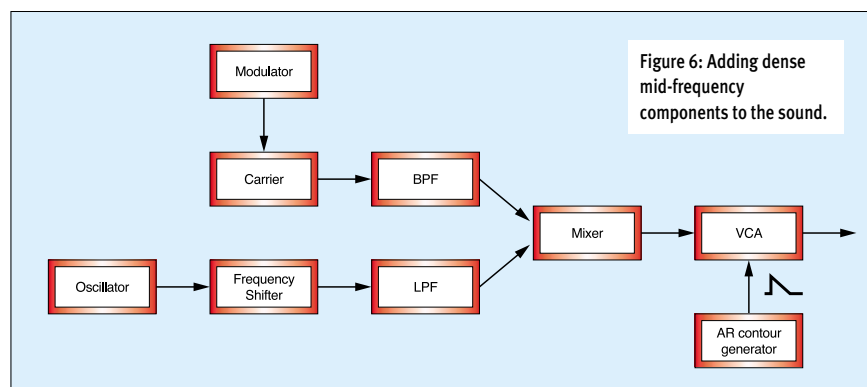 Figure 6: Adding dense
mid-frequency
components to the sound.
Modulator
Carrier
BPF
Mixer
VCA
Oscillator
Frequency
Shifter
LPF
AR contour
generator